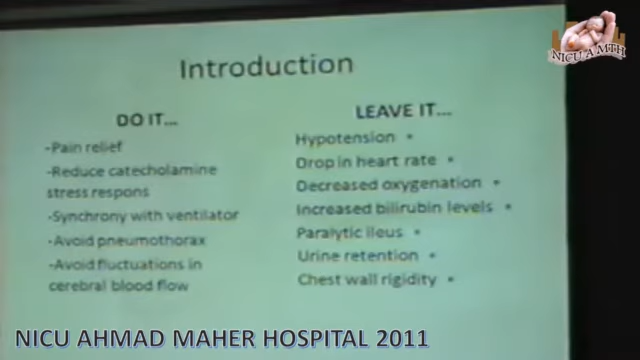 NICU A MTH
Introduction
DO IT...
-Pain relief
-Reduce catecholamine
stress respons
-Synchrony with ventilator
-Avoid pneumothorax
-Avoid fluctuations in
cerebral blood flow
LEAVE IT...
Hypotension •
Drop in heart rate •
Decreased oxygenation •
Increased bilirubin levels •
Paralytic ileus •
Urine retention •
Chest wall rigidity •
NICU AHMAD MAHER HOSPITAL 2011